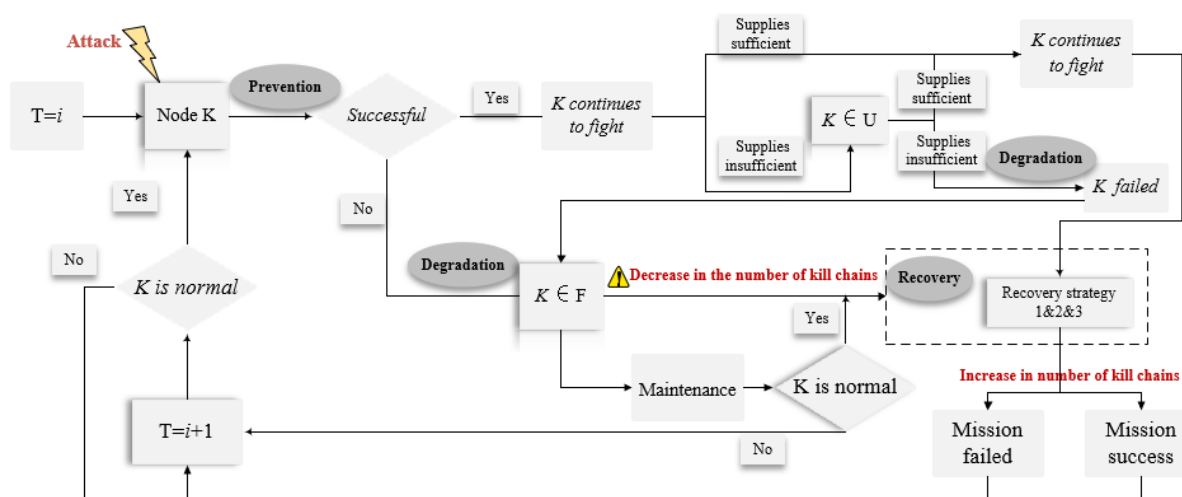 Attack
T=i
Node K
Prevention
Successful
Yes
K continues
to fight
Supplies
sufficient
K ∈ U
Supplies
sufficient
Supplies
insufficient
Supplies
insufficient
K continues
to fight
Degradation
K failed
Yes
No
No
K is normal
Degradation
K ∈ F
Decrease in the number of kill chains
Recovery
Recovery strategy
1&2&3
Yes
Maintenance
K is normal
No
T=i+1
Increase in number of kill chains
Mission
failed
Mission
success